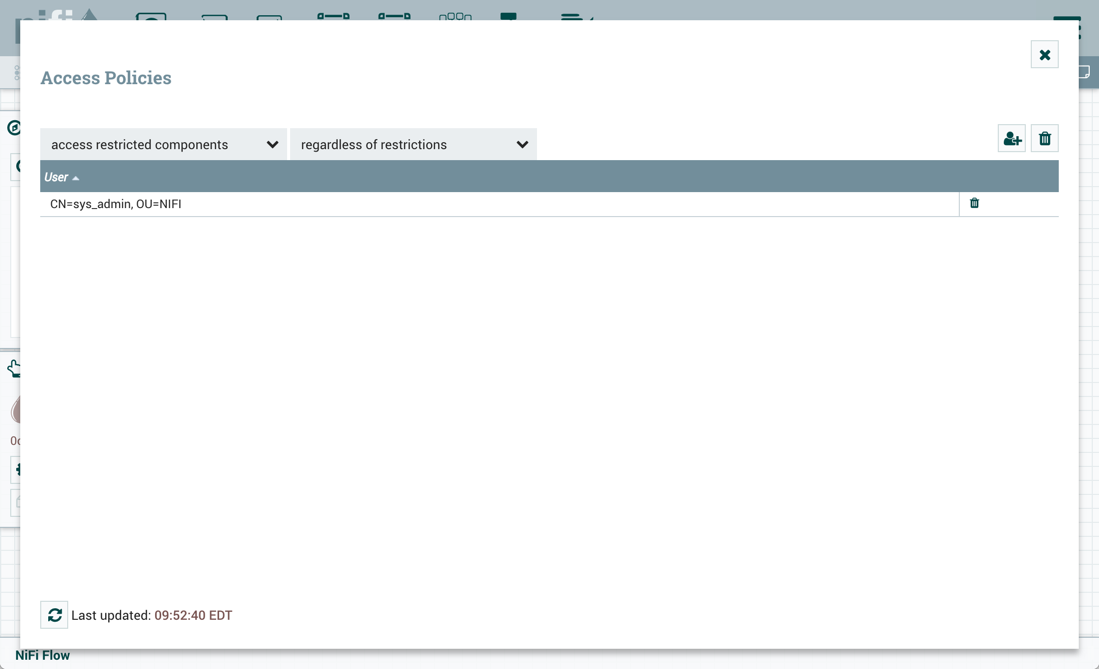 Access Policies
access restricted components
regardless of restrictions
User
CN=sys_admin, OU=NIFI
Last updated: 09:52:40 EDT
NiFi Flow